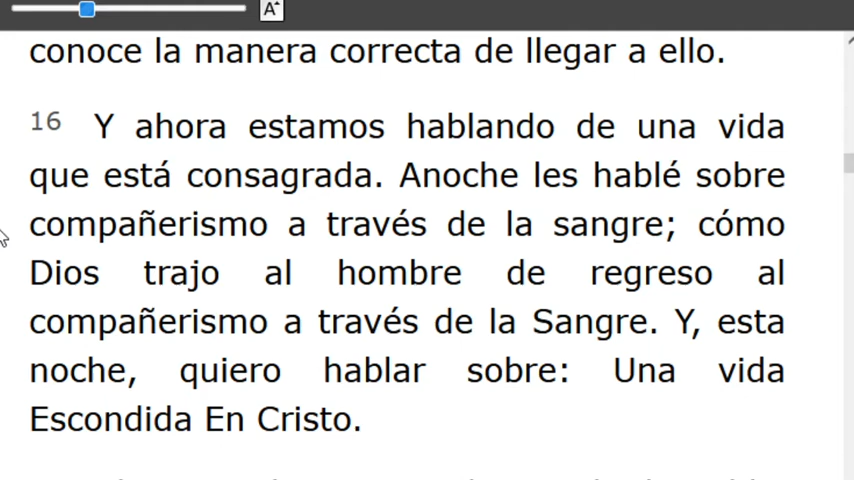 A
conoce la manera correcta de llegar a ello.
16 Y ahora estamos hablando de una vida
que está consagrada. Anoche les hablé sobre
compañerismo a través de la sangre; cómo
Dios trajo al hombre de regreso al
compañerismo a través de la Sangre. Y, esta
noche, quiero hablar sobre: Una vida
Escondida En Cristo.